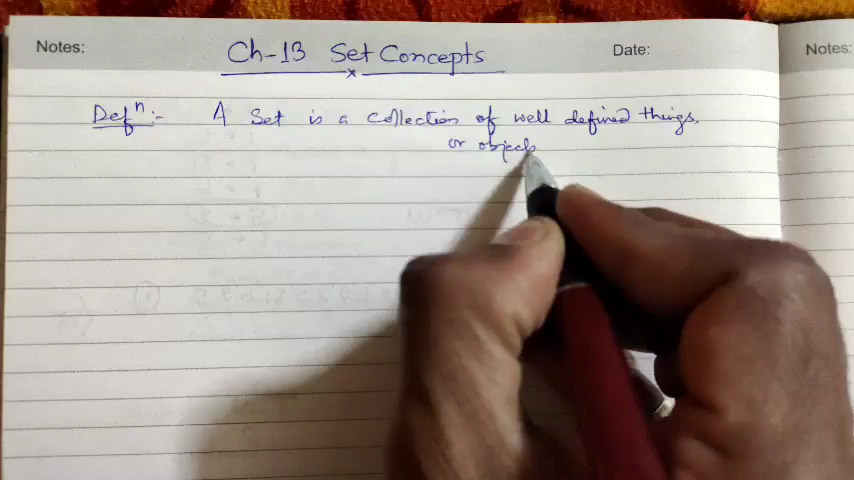 Notes:
Ch-13 Set Concepts
Date:
Notes:
Defⁿ :- A Set is a collection of well defined things.
or objects